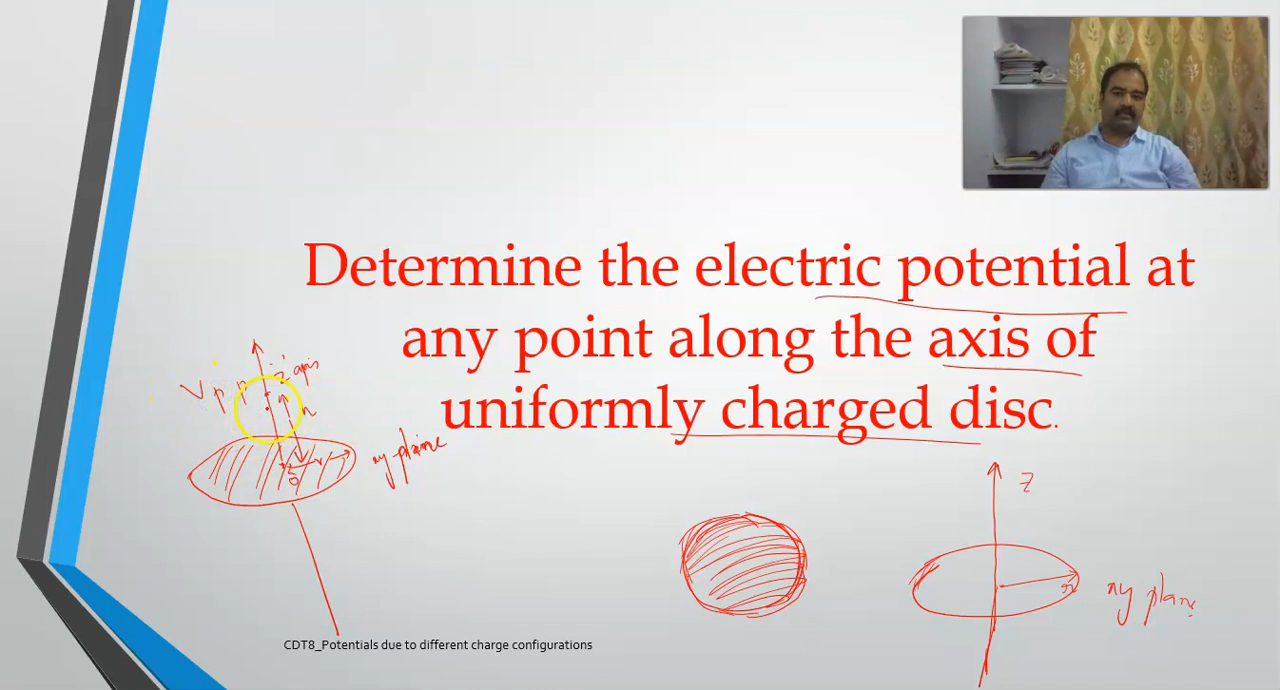 Determine the electric potential at
any point along the axis of
uniformly charged disc.
z axis
xy plane
Z
xy plane
CDT8_Potentials due to different charge configurations